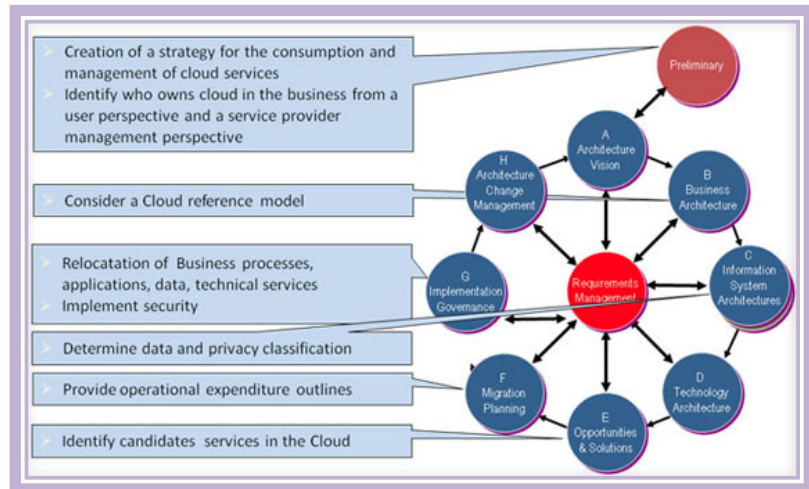 Creation of a strategy for the consumption and
management of cloud services
Identify who owns cloud in the business from a
user perspective and a service provider
management perspective
Consider a Cloud reference model
Relocatation of Business processes,
applications, data, technical services
Implement security
Determine data and privacy classification
Provide operational expenditure outlines
Identify candidates services in the Cloud
Preliminary
A
Architecture
Vision
H
Architecture
Change
Management
B
Business
Architecture
G
Implementation
Governance
Requirements
Management
C
Information
System
Architectures
F
Migration
Planning
D
Technology
Architecture
E
Opportunities
& Solutions